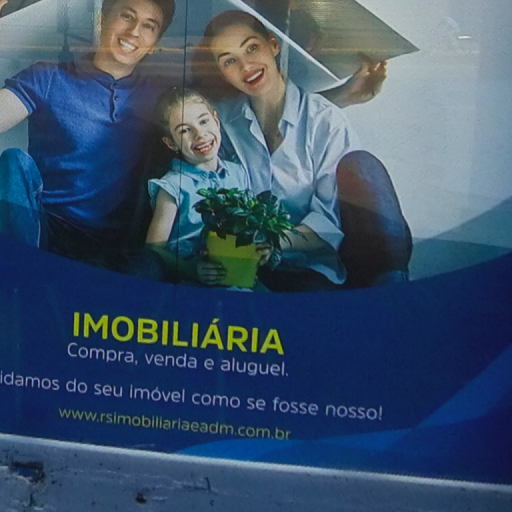 IMOBILIÁRIA
Compra, venda e aluguel.
idamos do seu imóvel como se fosse nosso!
www.rsimobiliariaeadm.com.br